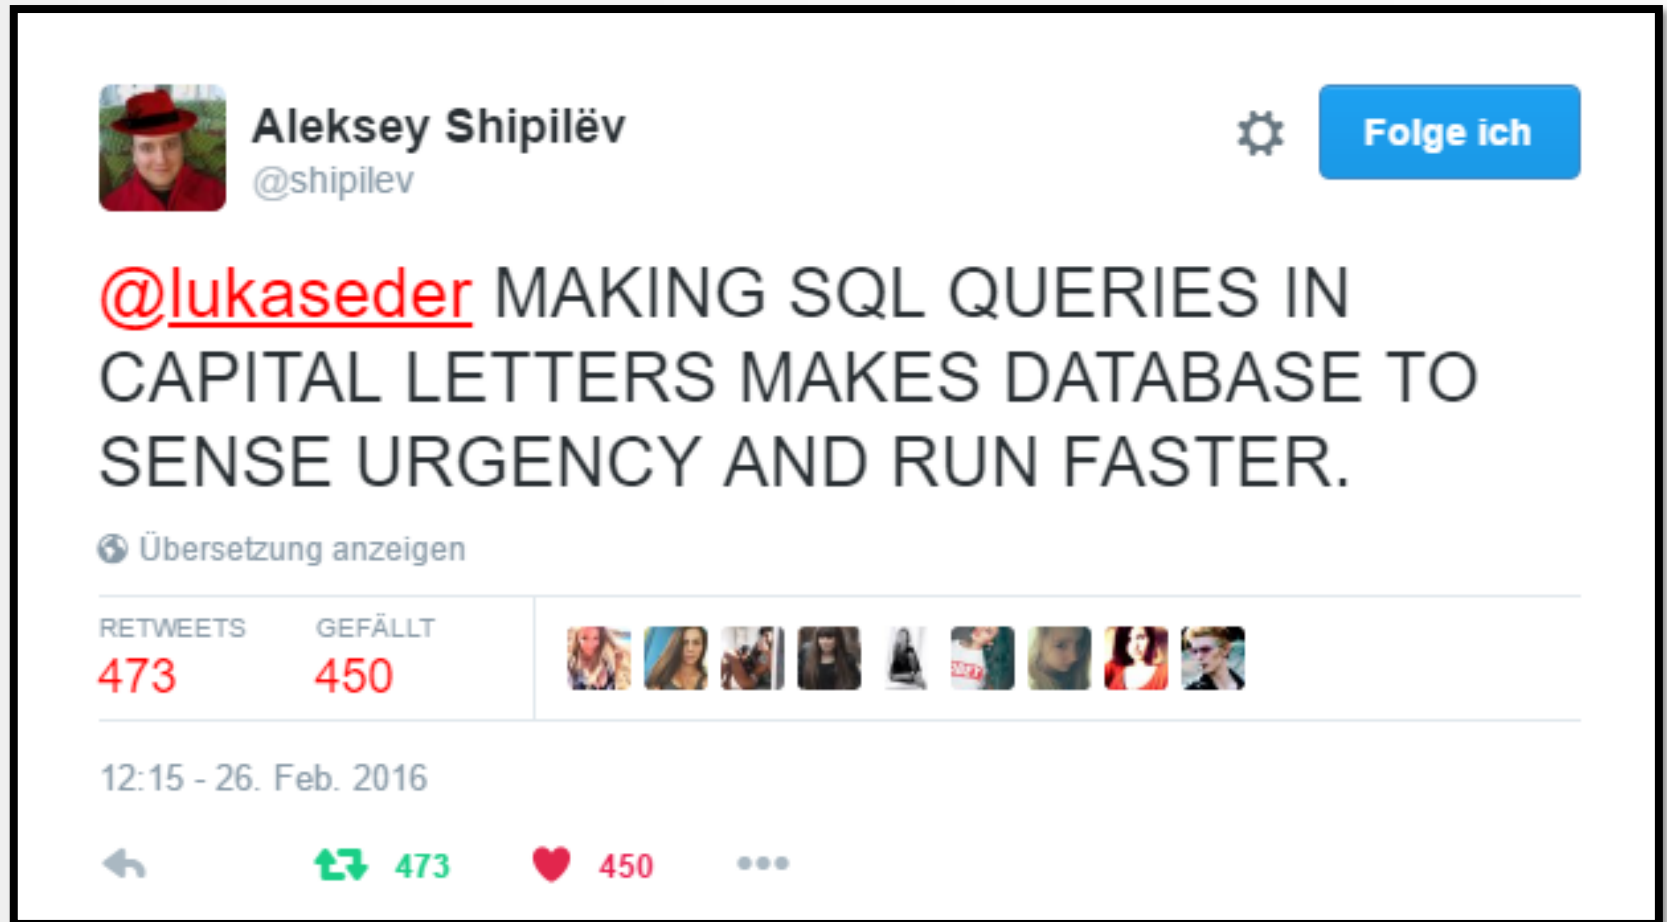 Aleksey Shipilëv
@shipilev
Folge ich
@lukaseder MAKING SQL QUERIES IN
CAPITAL LETTERS MAKES DATABASE TO
SENSE URGENCY AND RUN FASTER.
Übersetzung anzeigen
RETWEETS GEFÄLLT
473 450
12:15 - 26. Feb. 2016
473 450